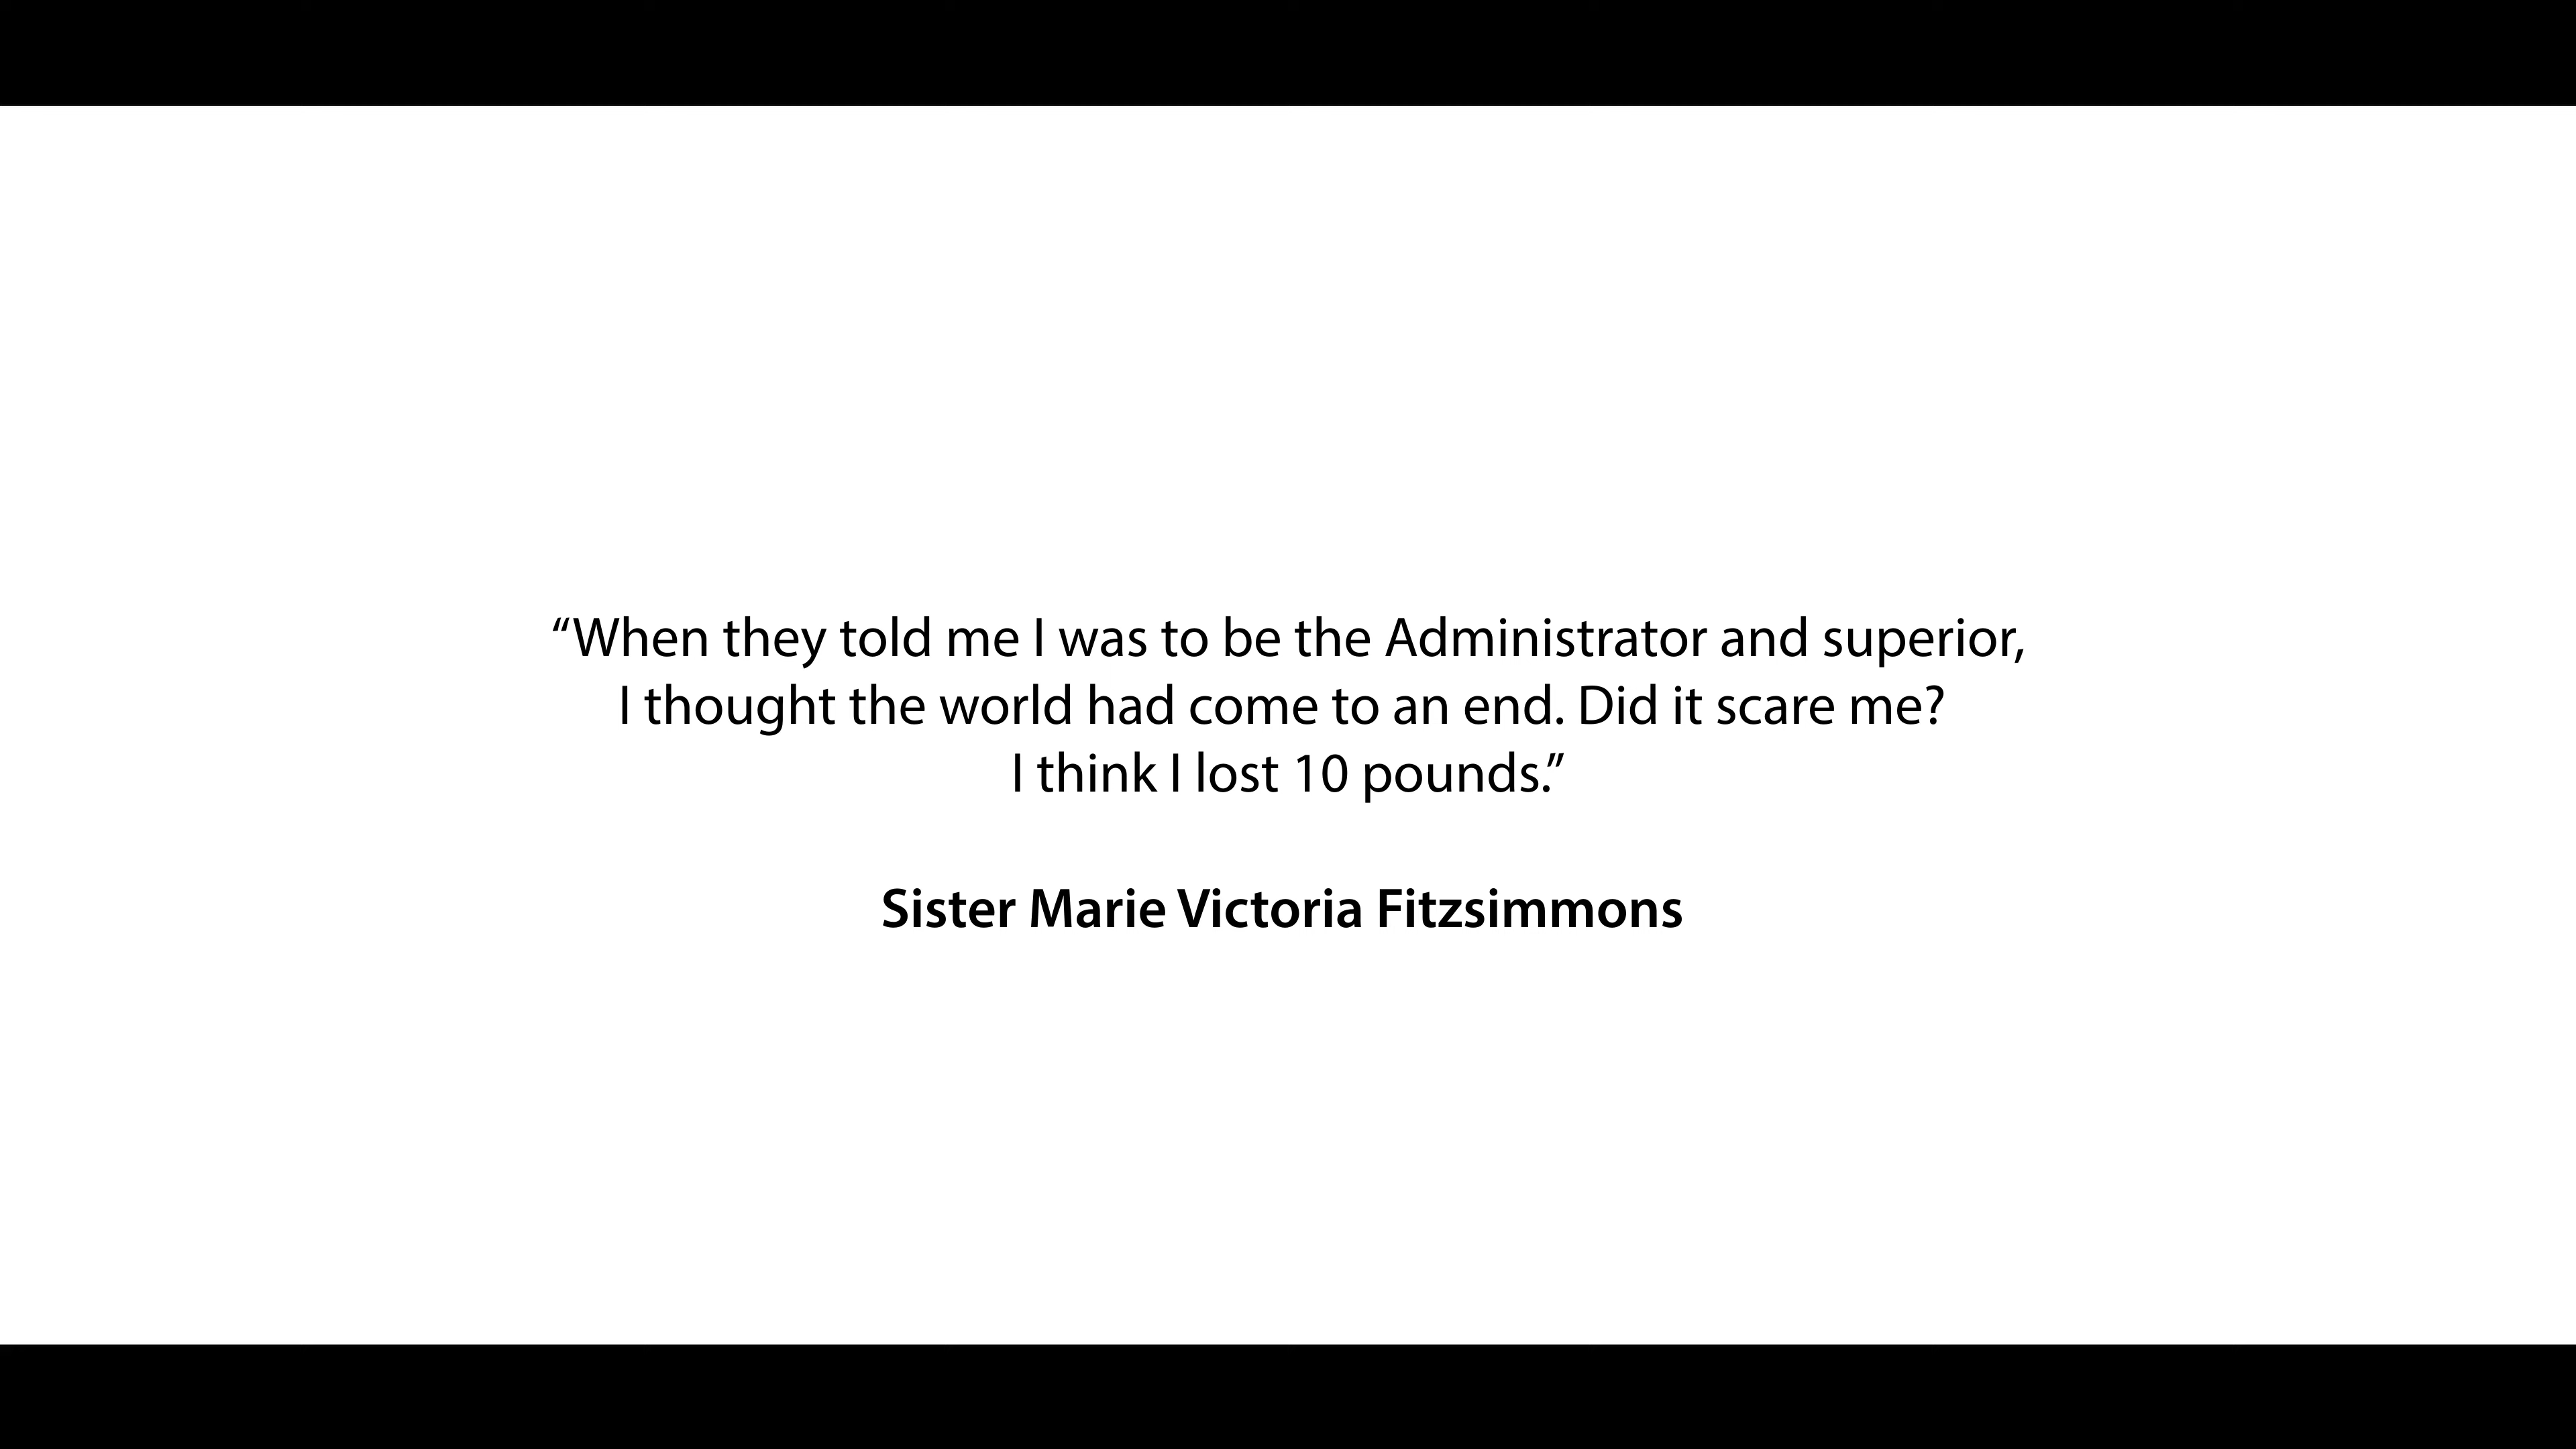 “When they told me I was to be the Administrator and superior,
I thought the world had come to an end. Did it scare me?
I think I lost 10 pounds.”
Sister Marie Victoria Fitzsimmons